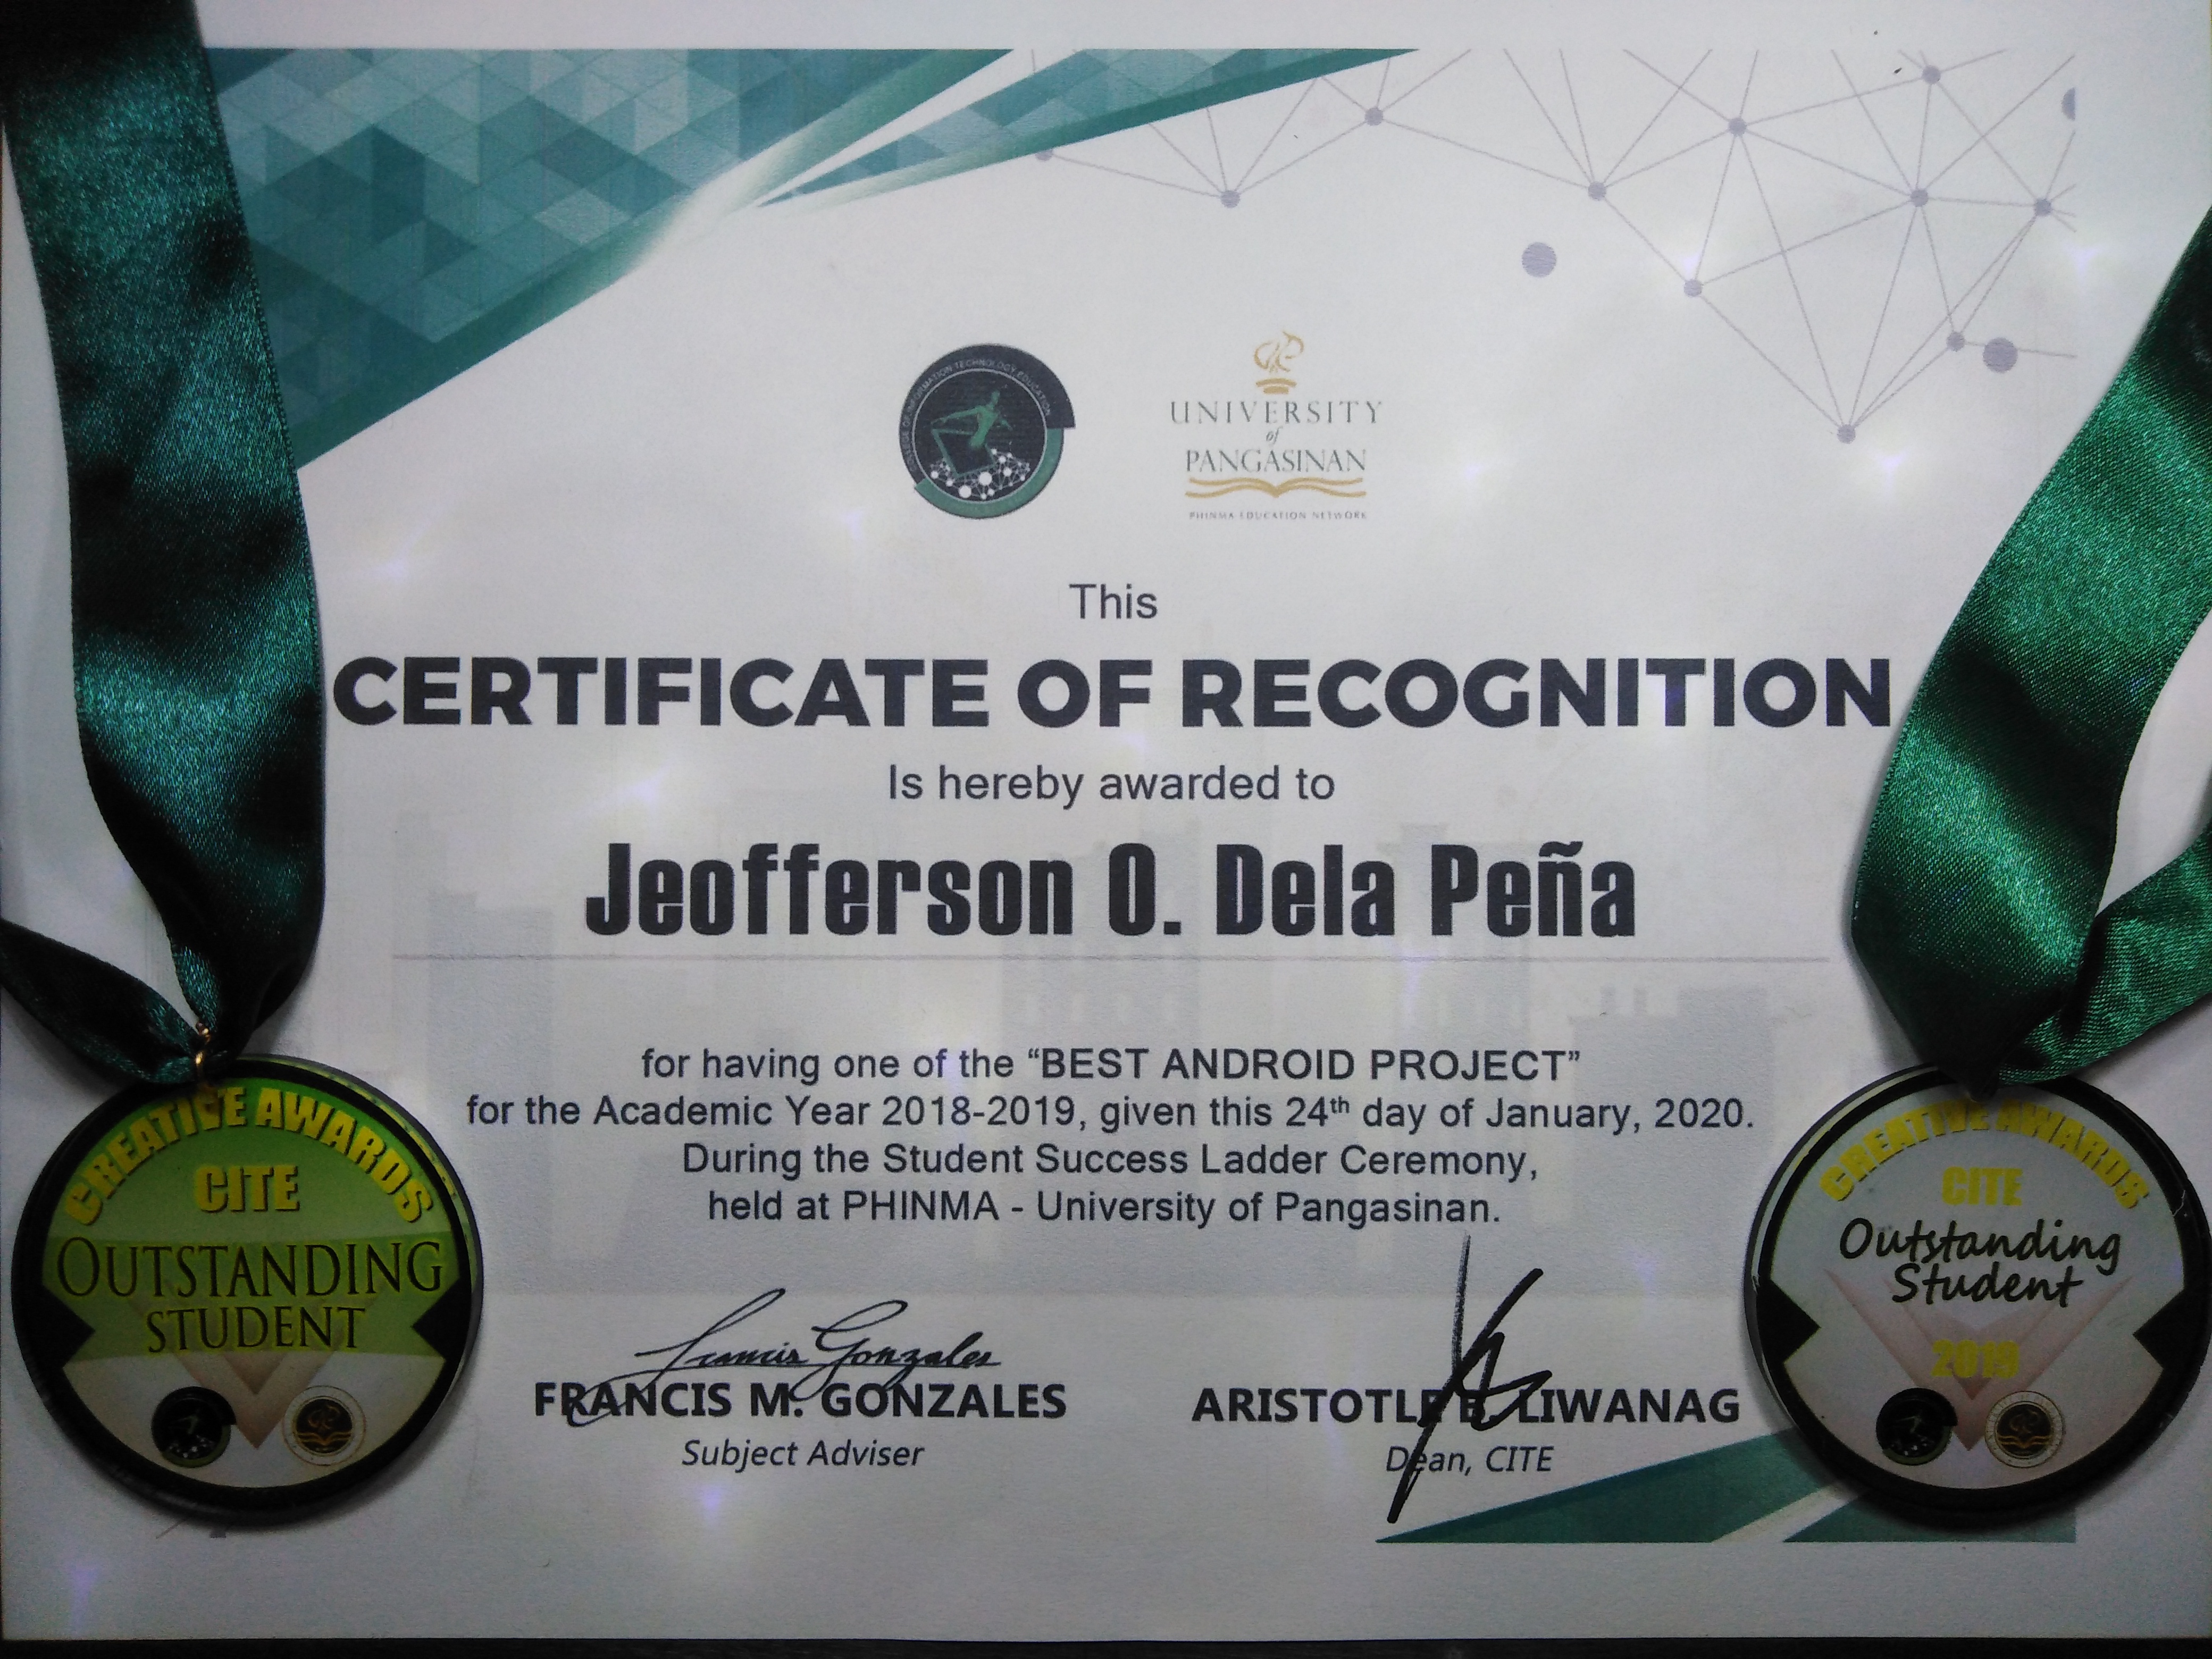 COLLEGE OF INFORMATION TECHNOLOGY EDUCATION
UNIVERSITY
of
PANGASINAN
PHINMA EDUCATION NETWORK
This
CERTIFICATE OF RECOGNITION
Is hereby awarded to
Jeofferson O. Dela Peña
for having one of the “BEST ANDROID PROJECT”
for the Academic Year 2018-2019, given this 24th day of January, 2020.
During the Student Success Ladder Ceremony,
held at PHINMA - University of Pangasinan.
Francis Gonzales
FRANCIS M. GONZALES
Subject Adviser
ARISTOTLE LIWANAG
Dean, CITE
CREATIVE AWARDS
CITE
OUTSTANDING
STUDENT
CREATIVE AWARDS
CITE
Outstanding
Student
2019